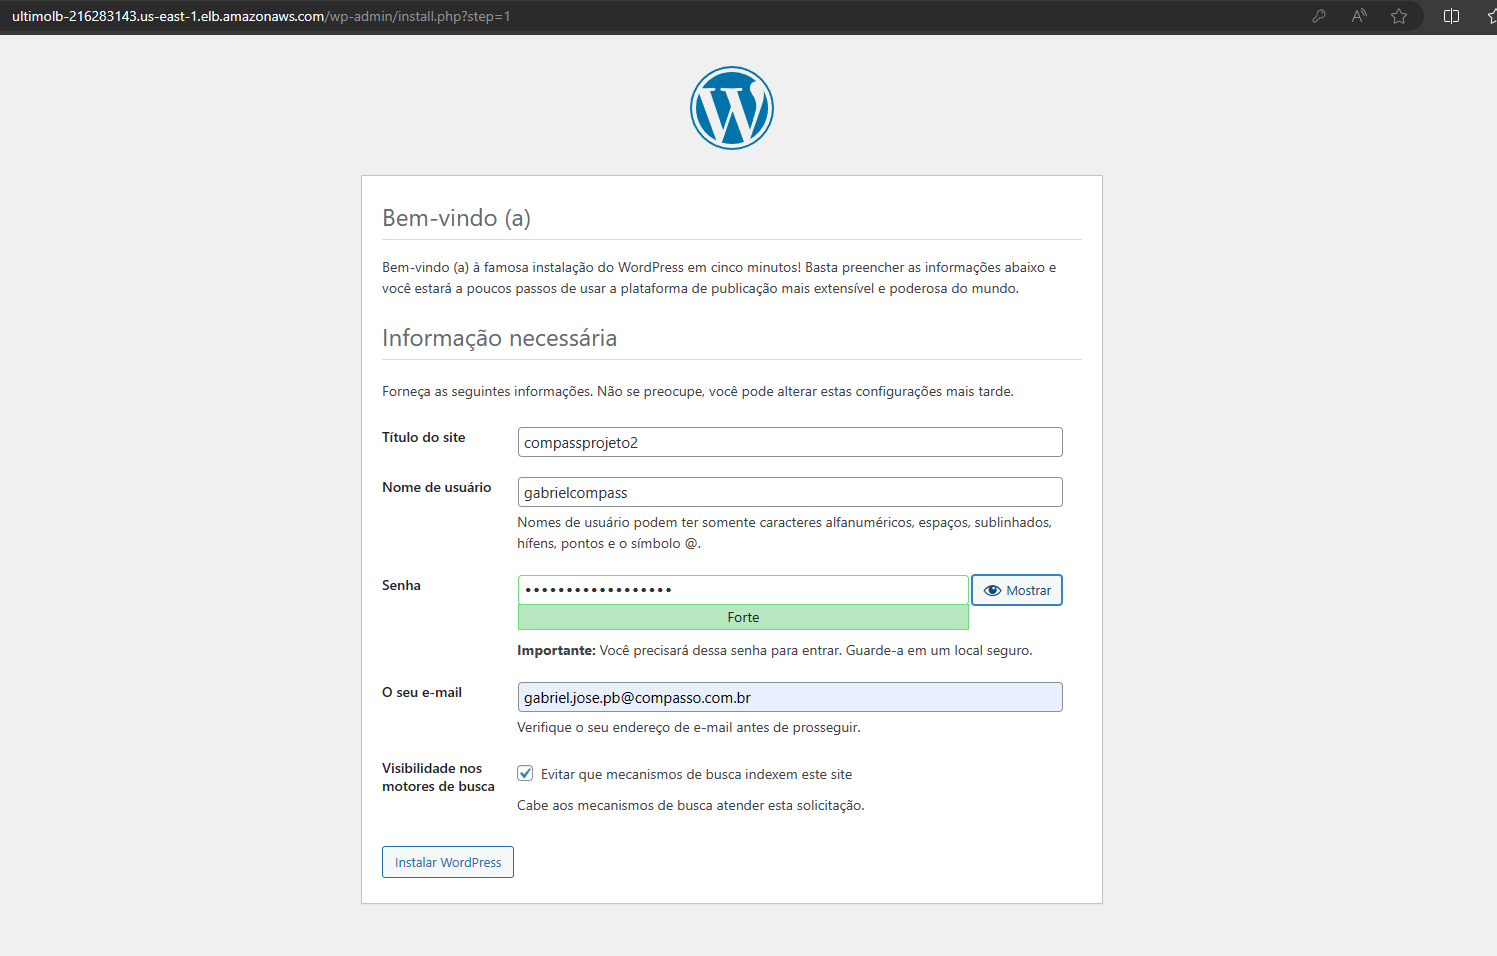 ultimolb-216283143.us-east-1.elb.amazonaws.com/wp-admin/install.php?step=1
Bem-vindo (a)
Bem-vindo (a) à famosa instalação do WordPress em cinco minutos! Basta preencher as informações abaixo e
você estará a poucos passos de usar a plataforma de publicação mais extensível e poderosa do mundo.
Informação necessária
Forneça as seguintes informações. Não se preocupe, você pode alterar estas configurações mais tarde.
Título do site
compassprojeto2
Nome de usuário
gabrielcompass
Nomes de usuário podem ter somente caracteres alfanuméricos, espaços, sublinhados,
hífens, pontos e o símbolo @.
Senha
••••••••••••••••••
Mostrar
Forte
Importante: Você precisará dessa senha para entrar. Guarde-a em um local seguro.
O seu e-mail
gabriel.jose.pb@compasso.com.br
Verifique o seu endereço de e-mail antes de prosseguir.
Visibilidade nos
motores de busca
Evitar que mecanismos de busca indexem este site
Cabe aos mecanismos de busca atender esta solicitação.
Instalar WordPress